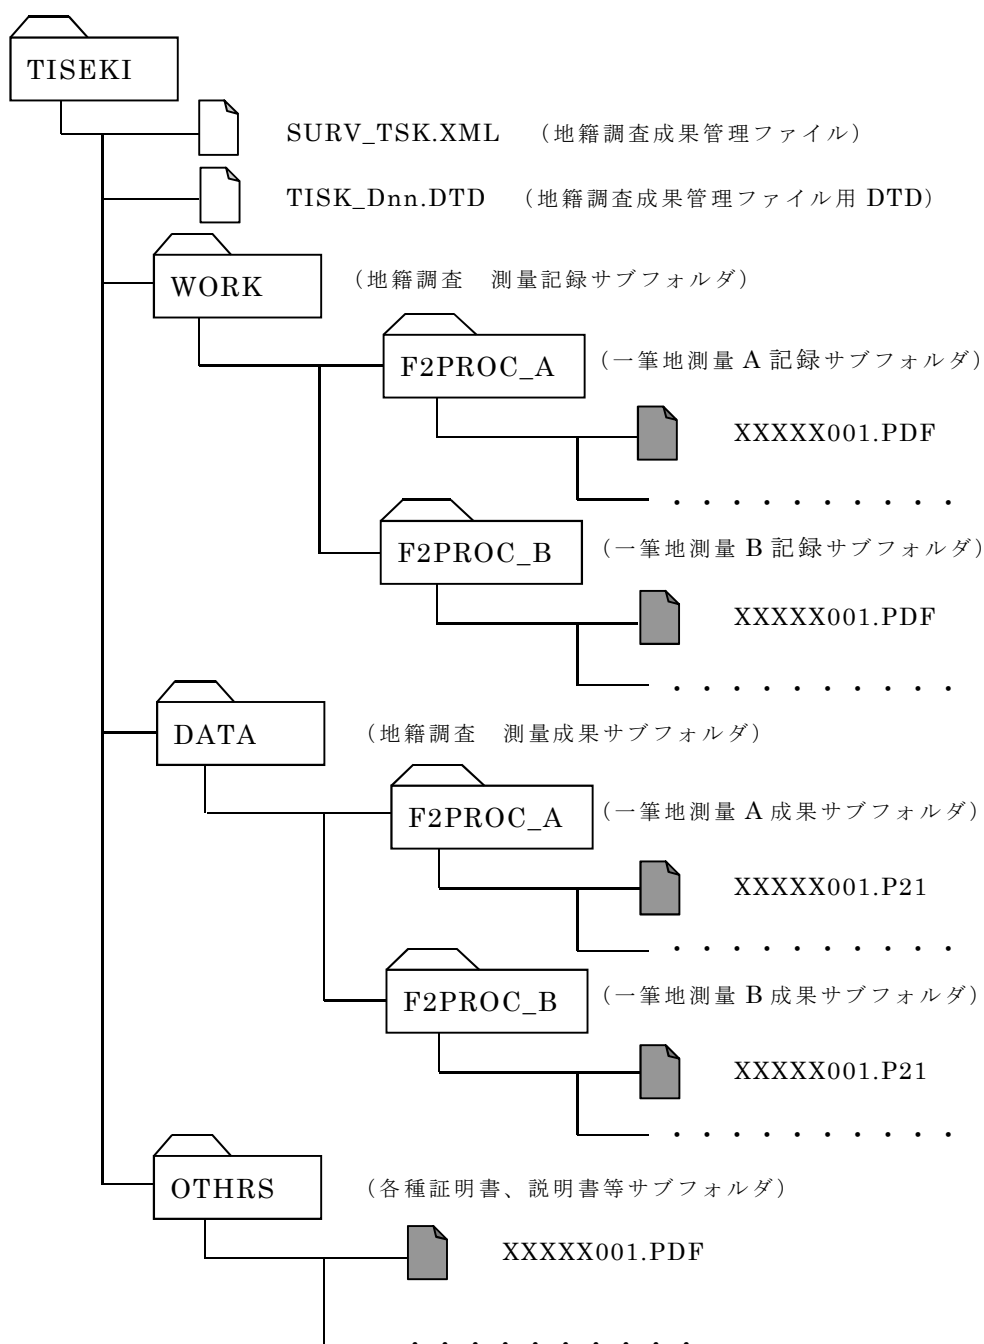 TISEKI
SURV_TSK.XML （地籍調査成果管理ファイル）
TISK_Dnn.DTD （地籍調査成果管理ファイル用 DTD）
WORK （地籍調査　測量記録サブフォルダ）
F2PROC_A （一筆地測量 A 記録サブフォルダ）
XXXXX001.PDF
・・・・・・・・・・
F2PROC_B （一筆地測量 B 記録サブフォルダ）
XXXXX001.PDF
・・・・・・・・・・
DATA （地籍調査　測量成果サブフォルダ）
F2PROC_A （一筆地測量 A 成果サブフォルダ）
XXXXX001.P21
・・・・・・・・・・
F2PROC_B （一筆地測量 B 成果サブフォルダ）
XXXXX001.P21
・・・・・・・・・・
OTHRS （各種証明書、説明書等サブフォルダ）
XXXXX001.PDF
・・・・・・・・・・